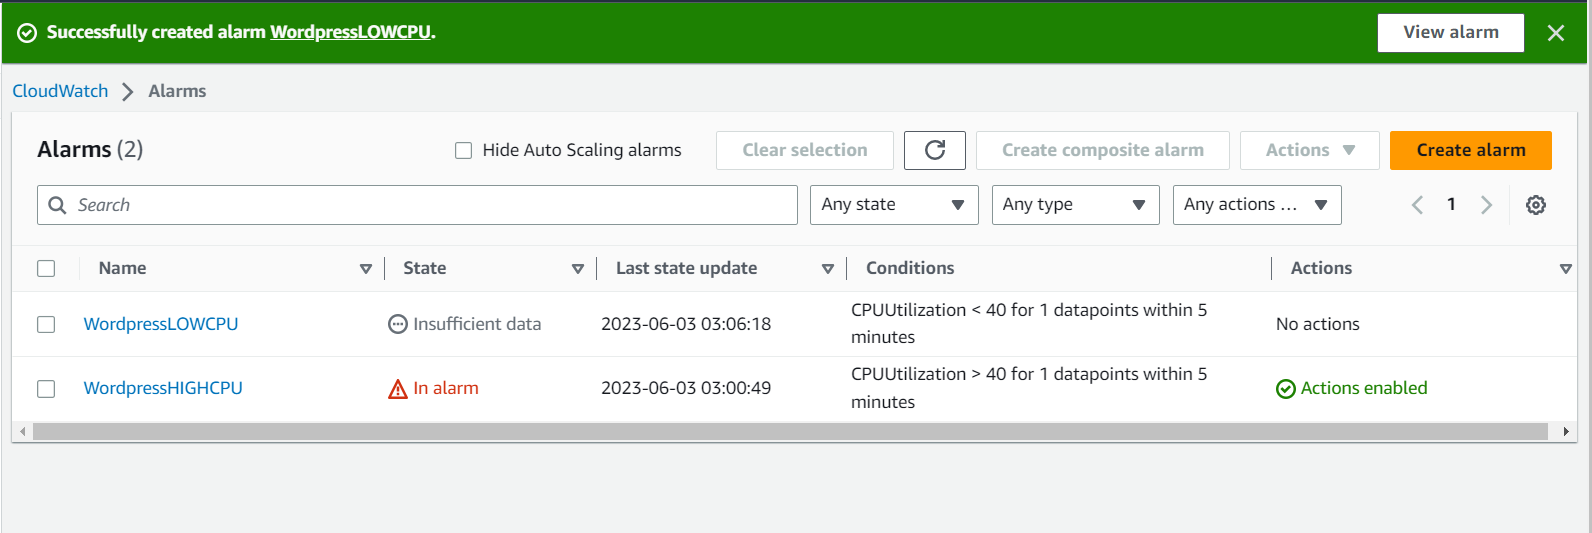 Successfully created alarm WordpressLOWCPU.
View alarm
CloudWatch
Alarms
Alarms (2)
Hide Auto Scaling alarms
Clear selection
Create composite alarm
Actions
Create alarm
Search
Any state
Any type
Any actions ...
1
Name
State
Last state update
Conditions
Actions
WordpressLOWCPU
Insufficient data
2023-06-03 03:06:18
CPUUtilization < 40 for 1 datapoints within 5
minutes
No actions
WordpressHIGHCPU
In alarm
2023-06-03 03:00:49
CPUUtilization > 40 for 1 datapoints within 5
minutes
Actions enabled